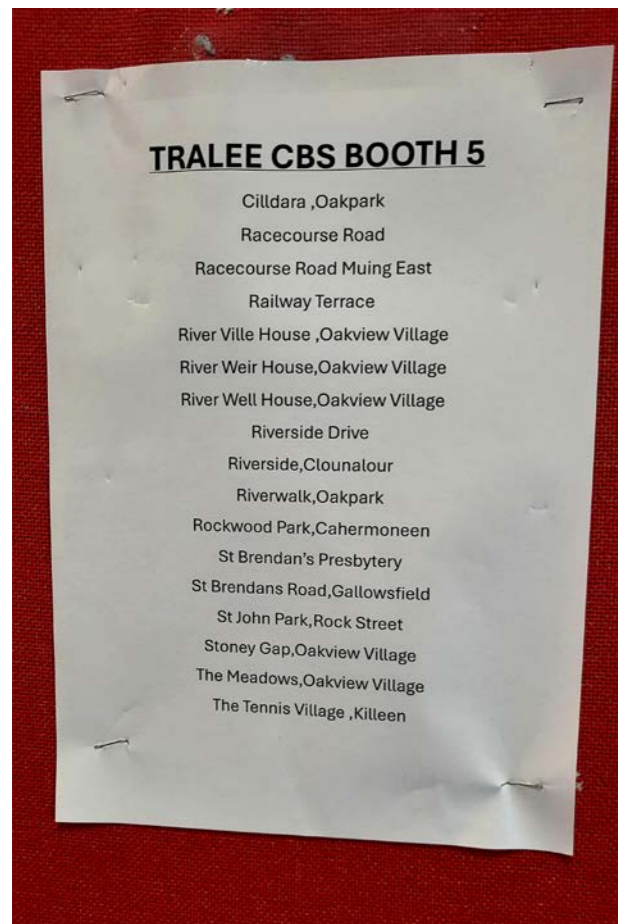 TRALEE CBS BOOTH 5
Cilldara ,Oakpark
Racecourse Road
Racecourse Road Muing East
Railway Terrace
River Ville House ,Oakview Village
River Weir House,Oakview Village
River Well House,Oakview Village
Riverside Drive
Riverside,Clounalour
Riverwalk,Oakpark
Rockwood Park,Cahermoneen
St Brendan's Presbytery
St Brendans Road,Gallowsfield
St John Park,Rock Street
Stoney Gap,Oakview Village
The Meadows,Oakview Village
The Tennis Village ,Killeen